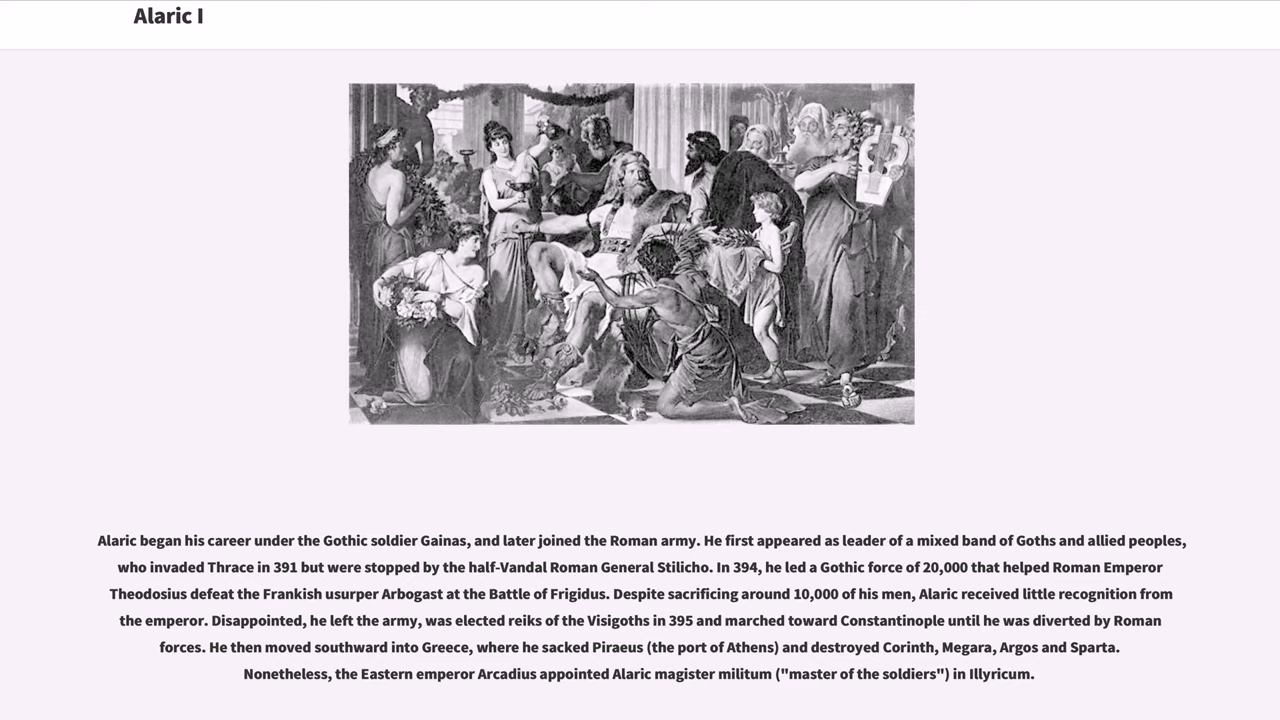 Alaric I
Alaric began his career under the Gothic soldier Gainas, and later joined the Roman army. He first appeared as leader of a mixed band of Goths and allied peoples,
who invaded Thrace in 391 but were stopped by the half-Vandal Roman General Stilicho. In 394, he led a Gothic force of 20,000 that helped Roman Emperor
Theodosius defeat the Frankish usurper Arbogast at the Battle of Frigidus. Despite sacrificing around 10,000 of his men, Alaric received little recognition from
the emperor. Disappointed, he left the army, was elected reiks of the Visigoths in 395 and marched toward Constantinople until he was diverted by Roman
forces. He then moved southward into Greece, where he sacked Piraeus (the port of Athens) and destroyed Corinth, Megara, Argos and Sparta.
Nonetheless, the Eastern emperor Arcadius appointed Alaric magister militum ("master of the soldiers") in Illyricum.